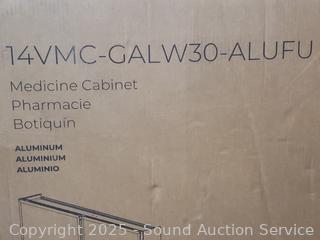 14VMC-GALW30-ALUFU
Medicine Cabinet
Pharmacie
Botiquín
ALUMINUM
ALUMINIUM
ALUMINIO
Copyright 2025 - Sound Auction Service